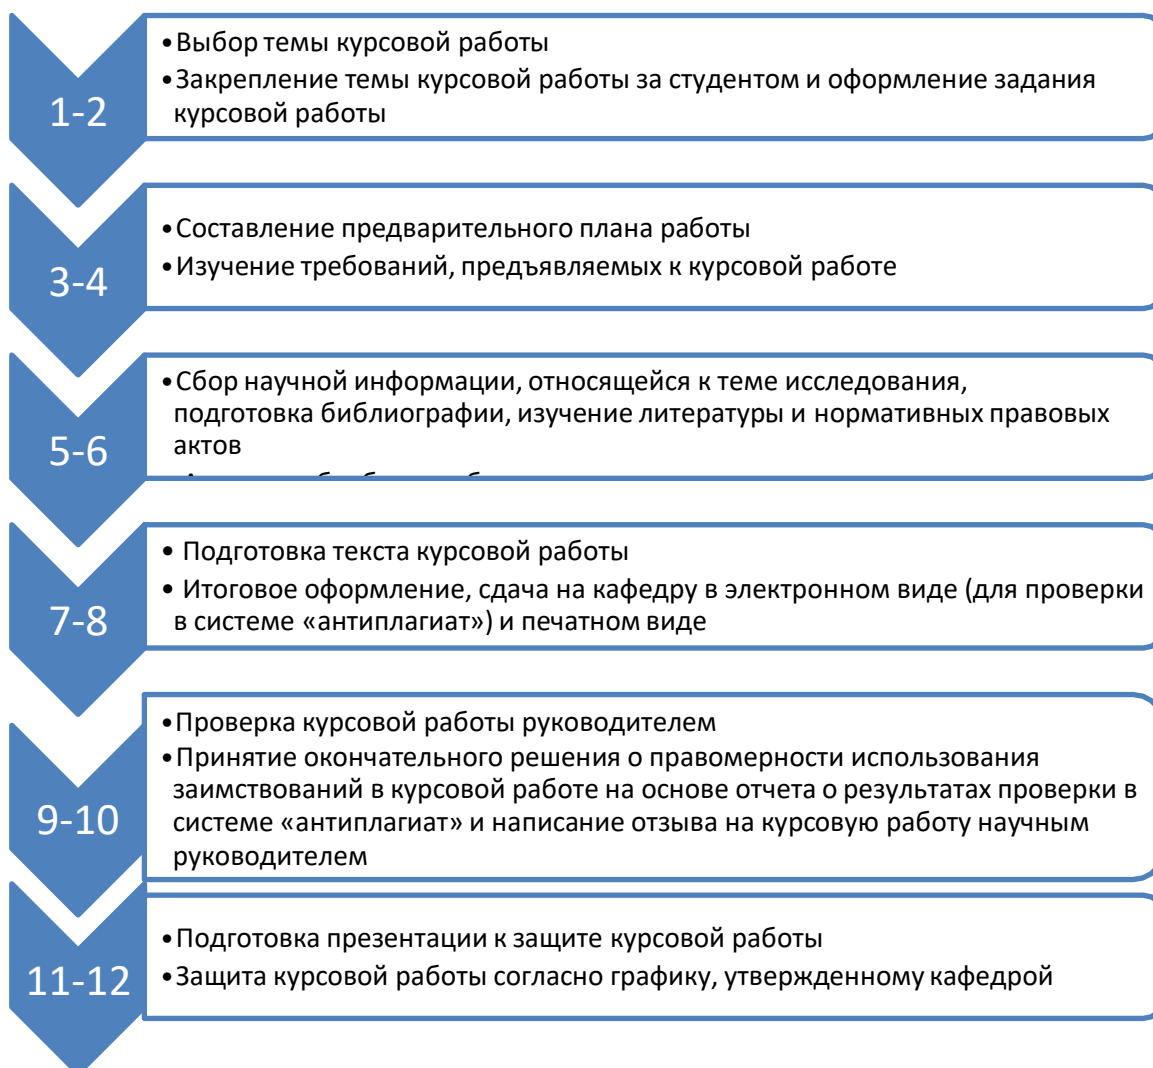 1-2
•Выбор темы курсовой работы
•Закрепление темы курсовой работы за студентом и оформление задания
курсовой работы
3-4
•Составление предварительного плана работы
•Изучение требований, предъявляемых к курсовой работе
5-6
•Сбор научной информации, относящейся к теме исследования,
подготовка библиографии, изучение литературы и нормативных правовых
актов
7-8
• Подготовка текста курсовой работы
• Итоговое оформление, сдача на кафедру в электронном виде (для проверки
в системе «антиплагиат») и печатном виде
9-10
•Проверка курсовой работы руководителем
•Принятие окончательного решения о правомерности использования
заимствований в курсовой работе на основе отчета о результатах проверки в
системе «антиплагиат» и написание отзыва на курсовую работу научным
руководителем
11-12
•Подготовка презентации к защите курсовой работы
•Защита курсовой работы согласно графику, утвержденному кафедрой